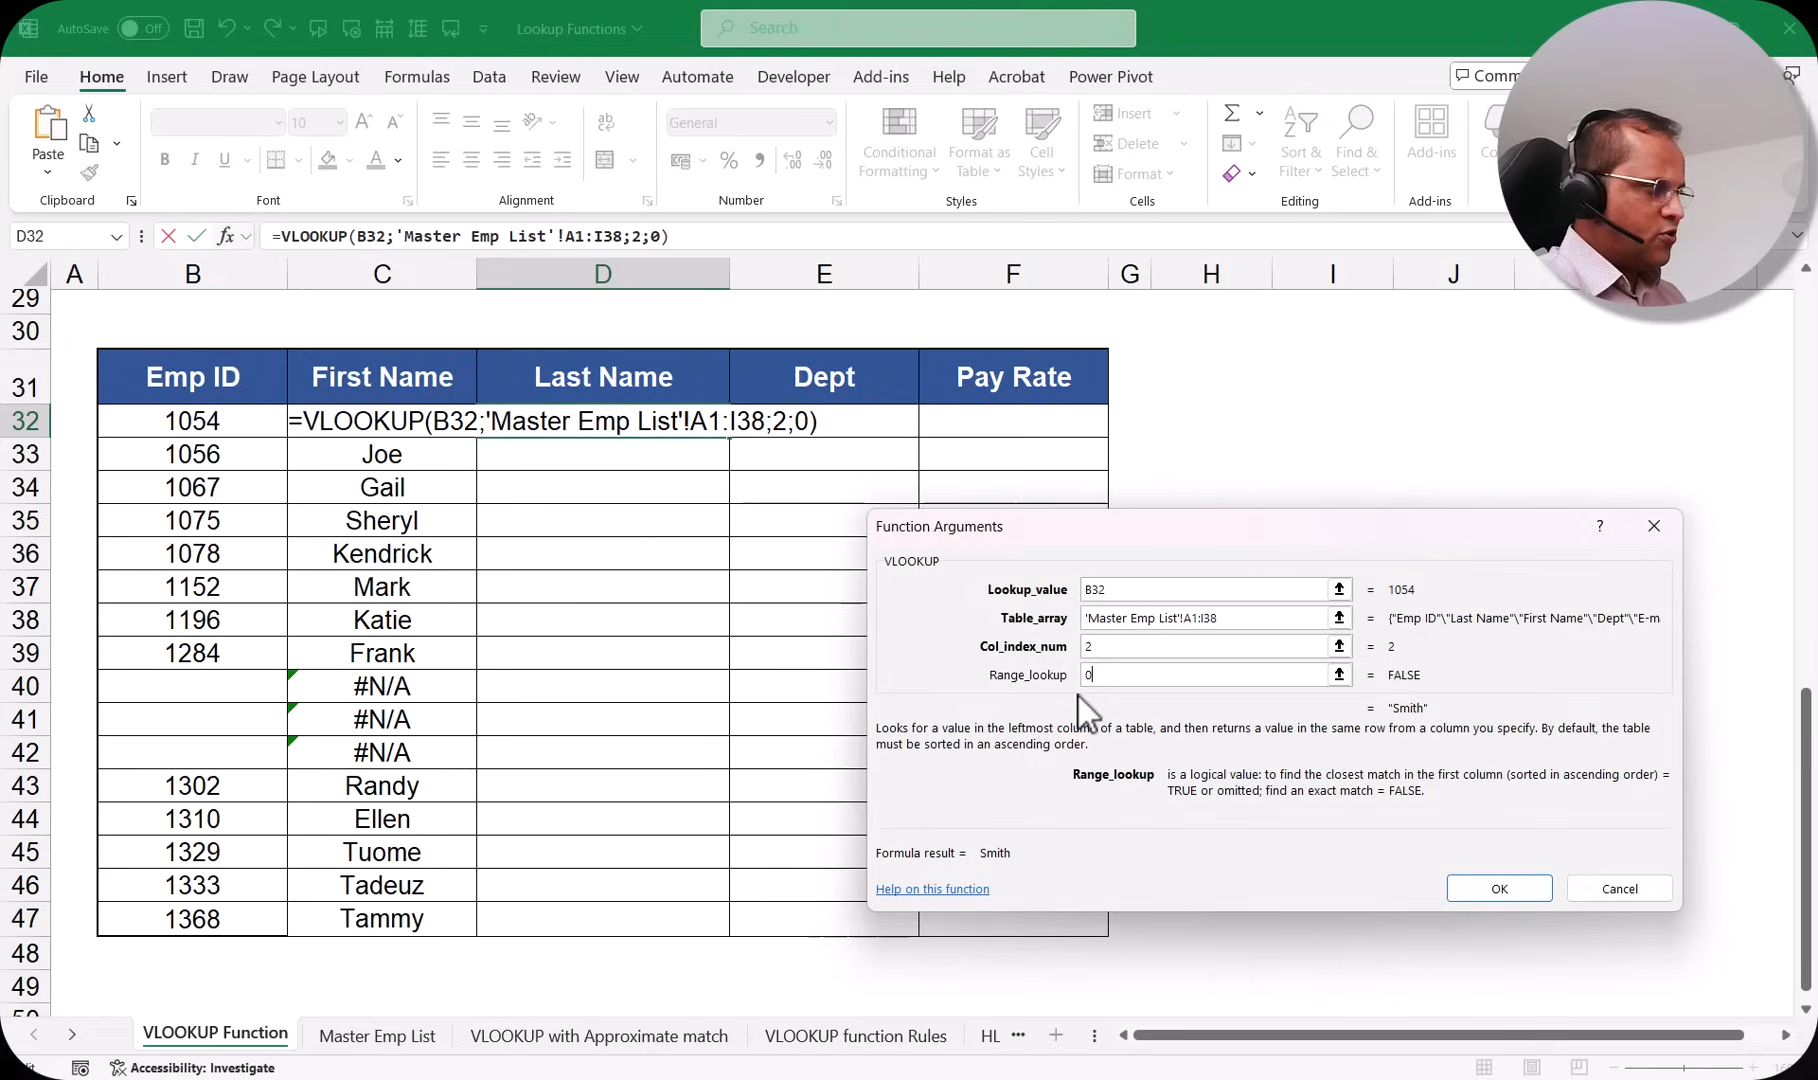 AutoSave Off Lookup Functions Search
File Home Insert Draw Page Layout Formulas Data Review View Automate Developer Add-ins Help Acrobat Power Pivot Comm
Paste
10
General
Conditional Formatting
Format as Table
Cell Styles
Insert
Delete
Format
Sort & Filter
Find & Select
Add-ins
Clipboard Font Alignment Number Styles Cells Editing Add-ins
D32 fx =VLOOKUP(B32;'Master Emp List'!A1:I38;2;0)
A B C D E F G H I J
29
30
31 Emp ID First Name Last Name Dept Pay Rate
32 1054 =VLOOKUP(B32;'Master Emp List'!A1:I38;2;0)
33 1056 Joe
34 1067 Gail
35 1075 Sheryl
36 1078 Kendrick
37 1152 Mark
38 1196 Katie
39 1284 Frank
40 #N/A
41 #N/A
42 #N/A
43 1302 Randy
44 1310 Ellen
45 1329 Tuome
46 1333 Tadeuz
47 1368 Tammy
48
49
Function Arguments ?
VLOOKUP
Lookup_value B32 = 1054
Table_array 'Master Emp List'!A1:I38 = {"Emp ID"\"Last Name"\"First Name"\"Dept"\"E-m
Col_index_num 2 = 2
Range_lookup 0 = FALSE
= "Smith"
Looks for a value in the leftmost column of a table, and then returns a value in the same row from a column you specify. By default, the table
must be sorted in an ascending order.
Range_lookup is a logical value: to find the closest match in the first column (sorted in ascending order) =
TRUE or omitted; find an exact match = FALSE.
Formula result = Smith
Help on this function OK Cancel
VLOOKUP Function Master Emp List VLOOKUP with Approximate match VLOOKUP function Rules HL
Accessibility: Investigate